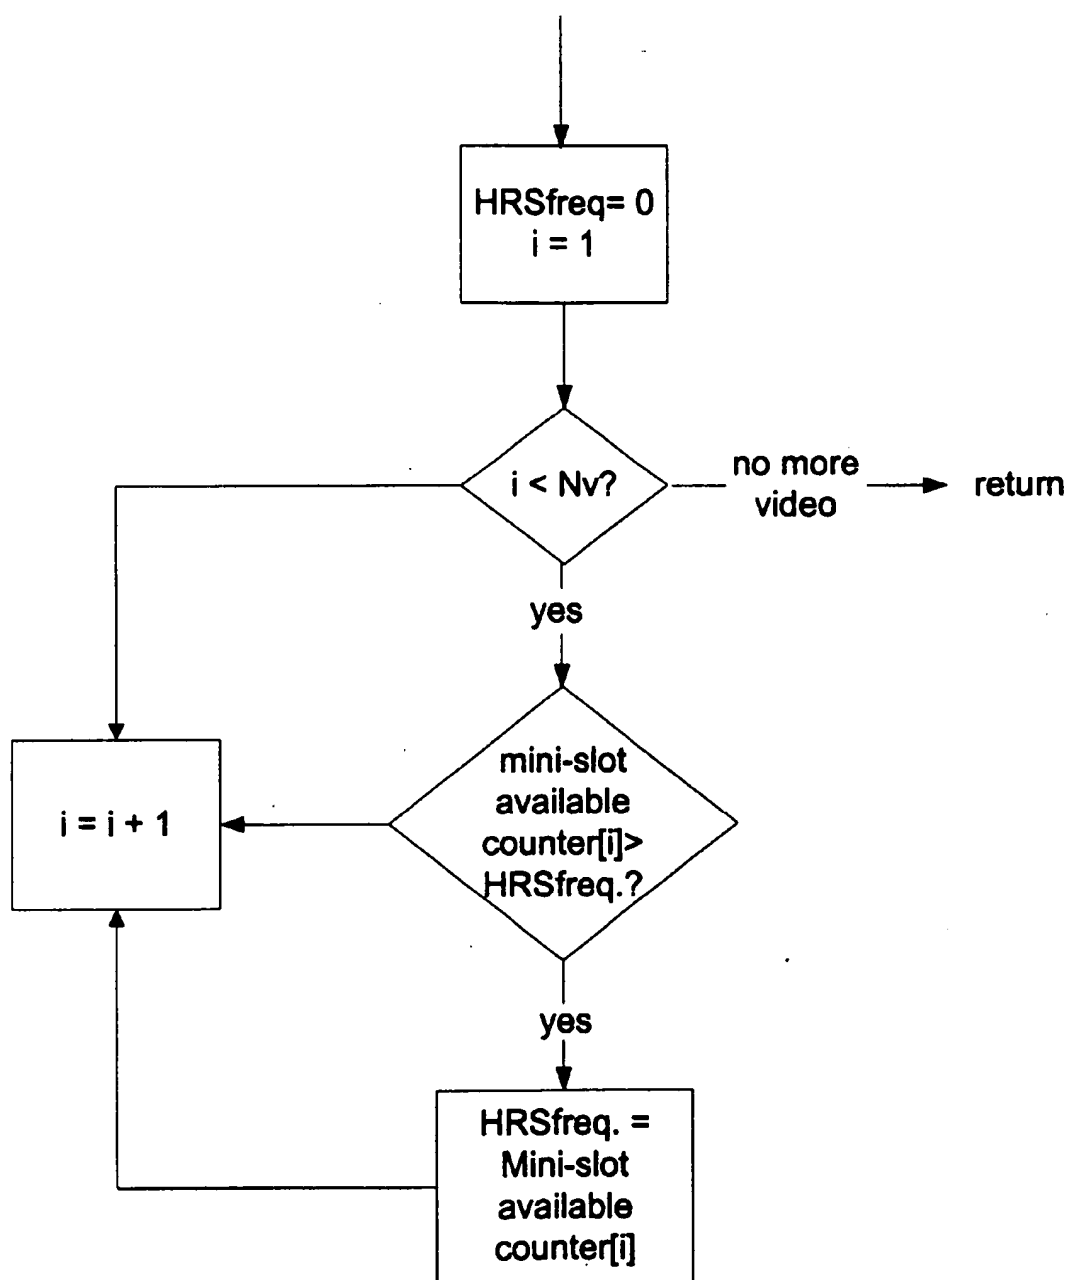 HRSfreq= 0
i = 1
i < Nv?
no more
video
return
yes
mini-slot
available
counter[i]>
HRSfreq.?
i = i + 1
yes
HRSfreq. =
Mini-slot
available
counter[i]